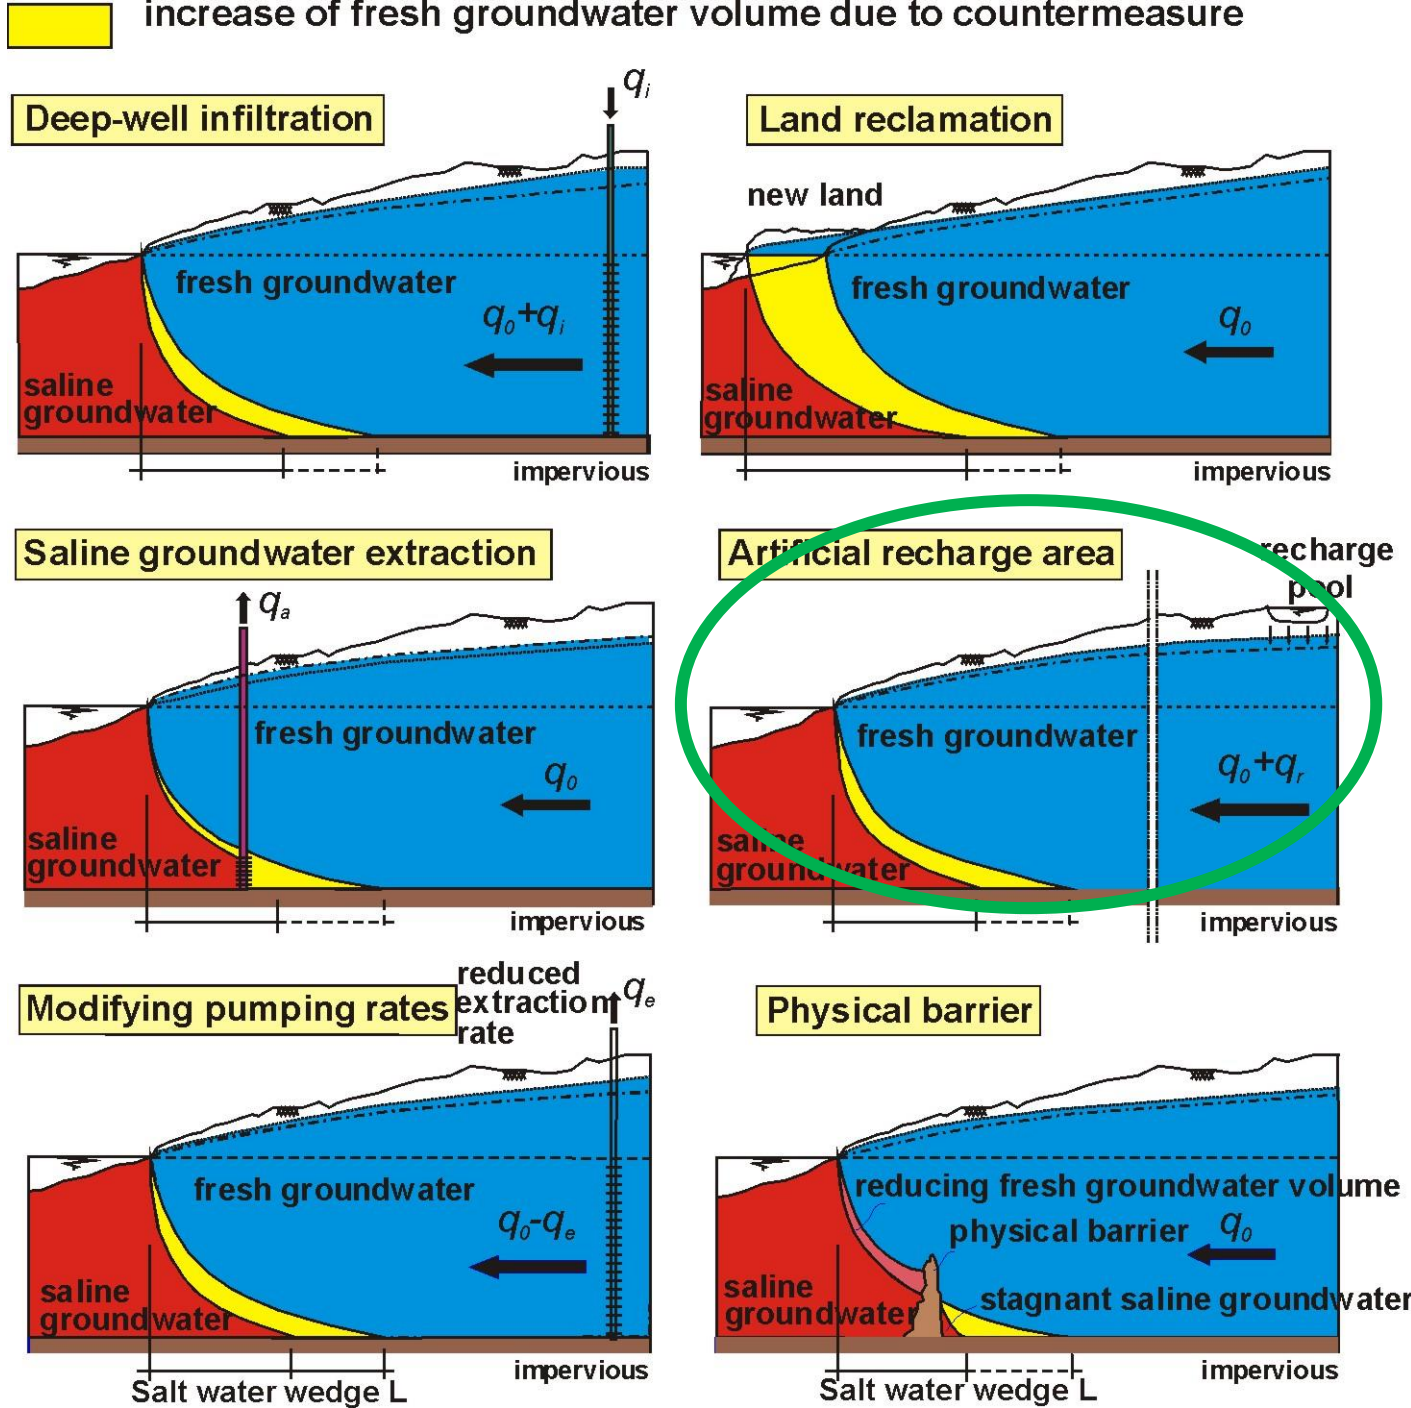 increase of fresh groundwater volume due to countermeasure
Deep-well infiltration
qi
fresh groundwater
q0+qi
saline
groundwater
impervious
Land reclamation
new land
fresh groundwater
q0
saline
groundwater
impervious
Saline groundwater extraction
qa
fresh groundwater
q0
saline
groundwater
impervious
Artificial recharge area
recharge
pool
fresh groundwater
q0+qr
saline
groundwater
impervious
Modifying pumping rates
reduced
extraction
rate
qe
fresh groundwater
q0-qe
saline
groundwater
impervious
Salt water wedge L
Physical barrier
reducing fresh groundwater volume
physical barrier
q0
stagnant saline groundwater
saline
groundwater
impervious
Salt water wedge L